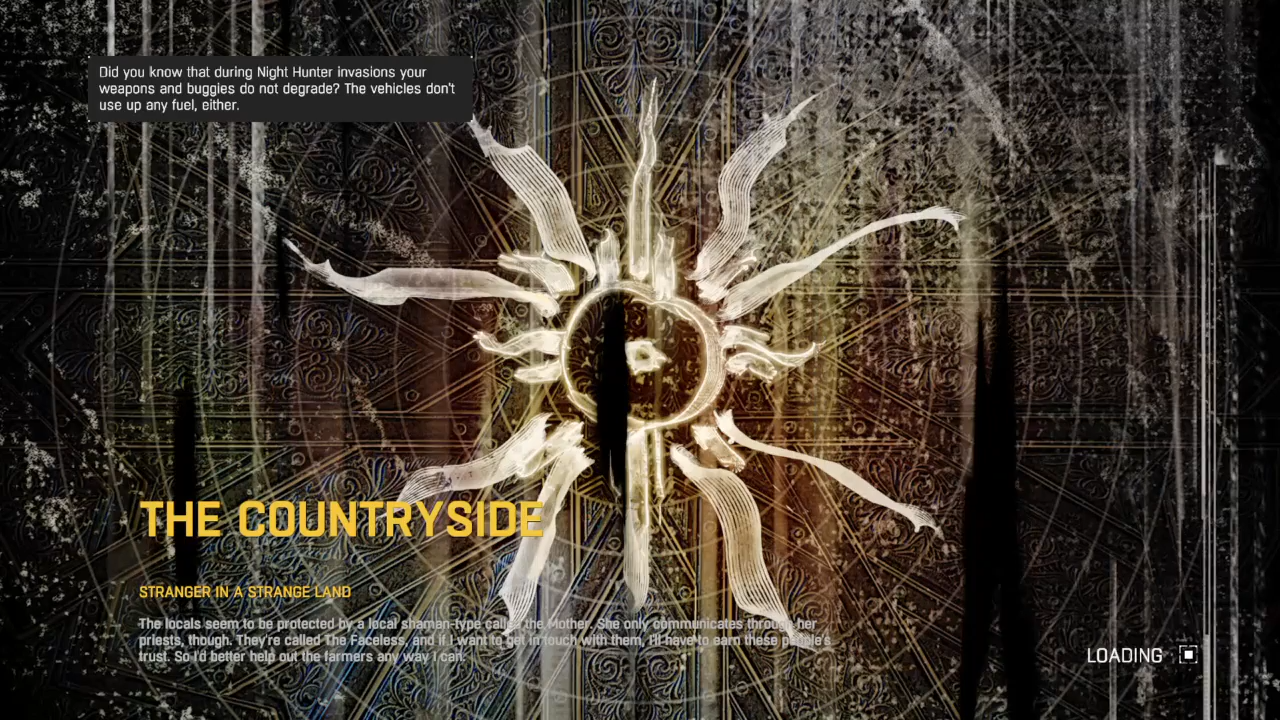 Did you know that during Night Hunter invasions your
weapons and buggies do not degrade? The vehicles don't
use up any fuel, either.
THE COUNTRYSIDE
STRANGER IN A STRANGE LAND
The locals seem to be protected by a local shaman-type called the Mother. She only communicates through her
priests, though. They're called The Faceless, and if I want to get in touch with them, I'll have to earn these people's
trust. So I'd better help out the farmers any way I can.
LOADING